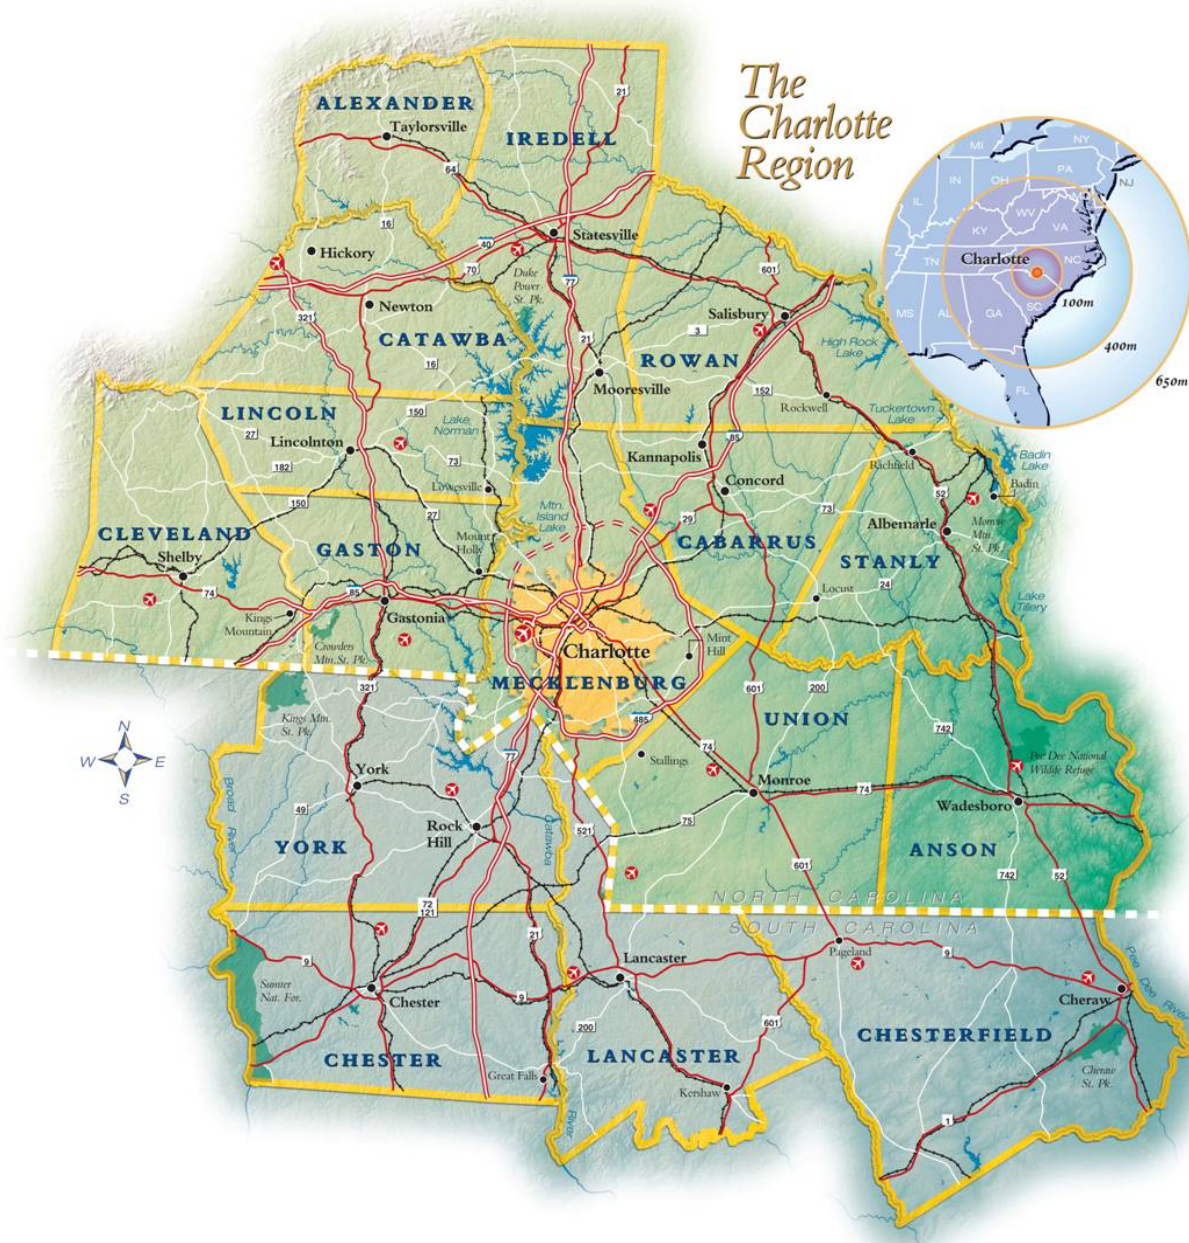 The
Charlotte
Region
MI
NY
PA
NJ
IN
OH
IL
WV
VA
KY
Charlotte
NC
TN
SC
100m
MS
AL
GA
400m
650m
FL
ALEXANDER
Taylorsville
IREDELL
21
64
16
Hickory
Statesville
40
70
Duke
Power
St. Pk.
77
601
321
Newton
CATAWBA
16
Salisbury
3
21
ROWAN
High Rock
Lake
Mooresville
152
Rockwell
Tuckertown
Lake
LINCOLN
150
27
Lincolnton
Lake
Norman
85
Kannapolis
182
73
Lowesville
Richfield
Badin
Lake
Badin
Concord
52
150
27
Mtn.
Island
Lake
29
73
Albemarle
Morrow
Mtn.
St. Pk.
CLEVELAND
Shelby
GASTON
Mount
Holly
CABARRUS
STANLY
24
74
85
Locust
Lake
Tillery
Kings
Mountain
Gastonia
Crowders
Mtn. St. Pk.
Charlotte
Mint
Hill
MECKLENBURG
321
601
200
485
UNION
742
Kings Mtn.
St. Pk.
N
W
E
S
77
74
Stallings
Pee Dee National
Wildlife Refuge
York
Monroe
74
Wadesboro
Broad
River
49
Rock
Hill
Catawba
521
75
YORK
ANSON
601
742
52
NORTH CAROLINA
SOUTH CAROLINA
72
121
21
9
Lancaster
Pageland
9
Pee Dee River
Sumter
Nat. For.
Chester
9
Cheraw
200
601
CHESTERFIELD
CHESTER
LANCASTER
Great Falls
Kershaw
Cheraw
St. Pk.
River
1